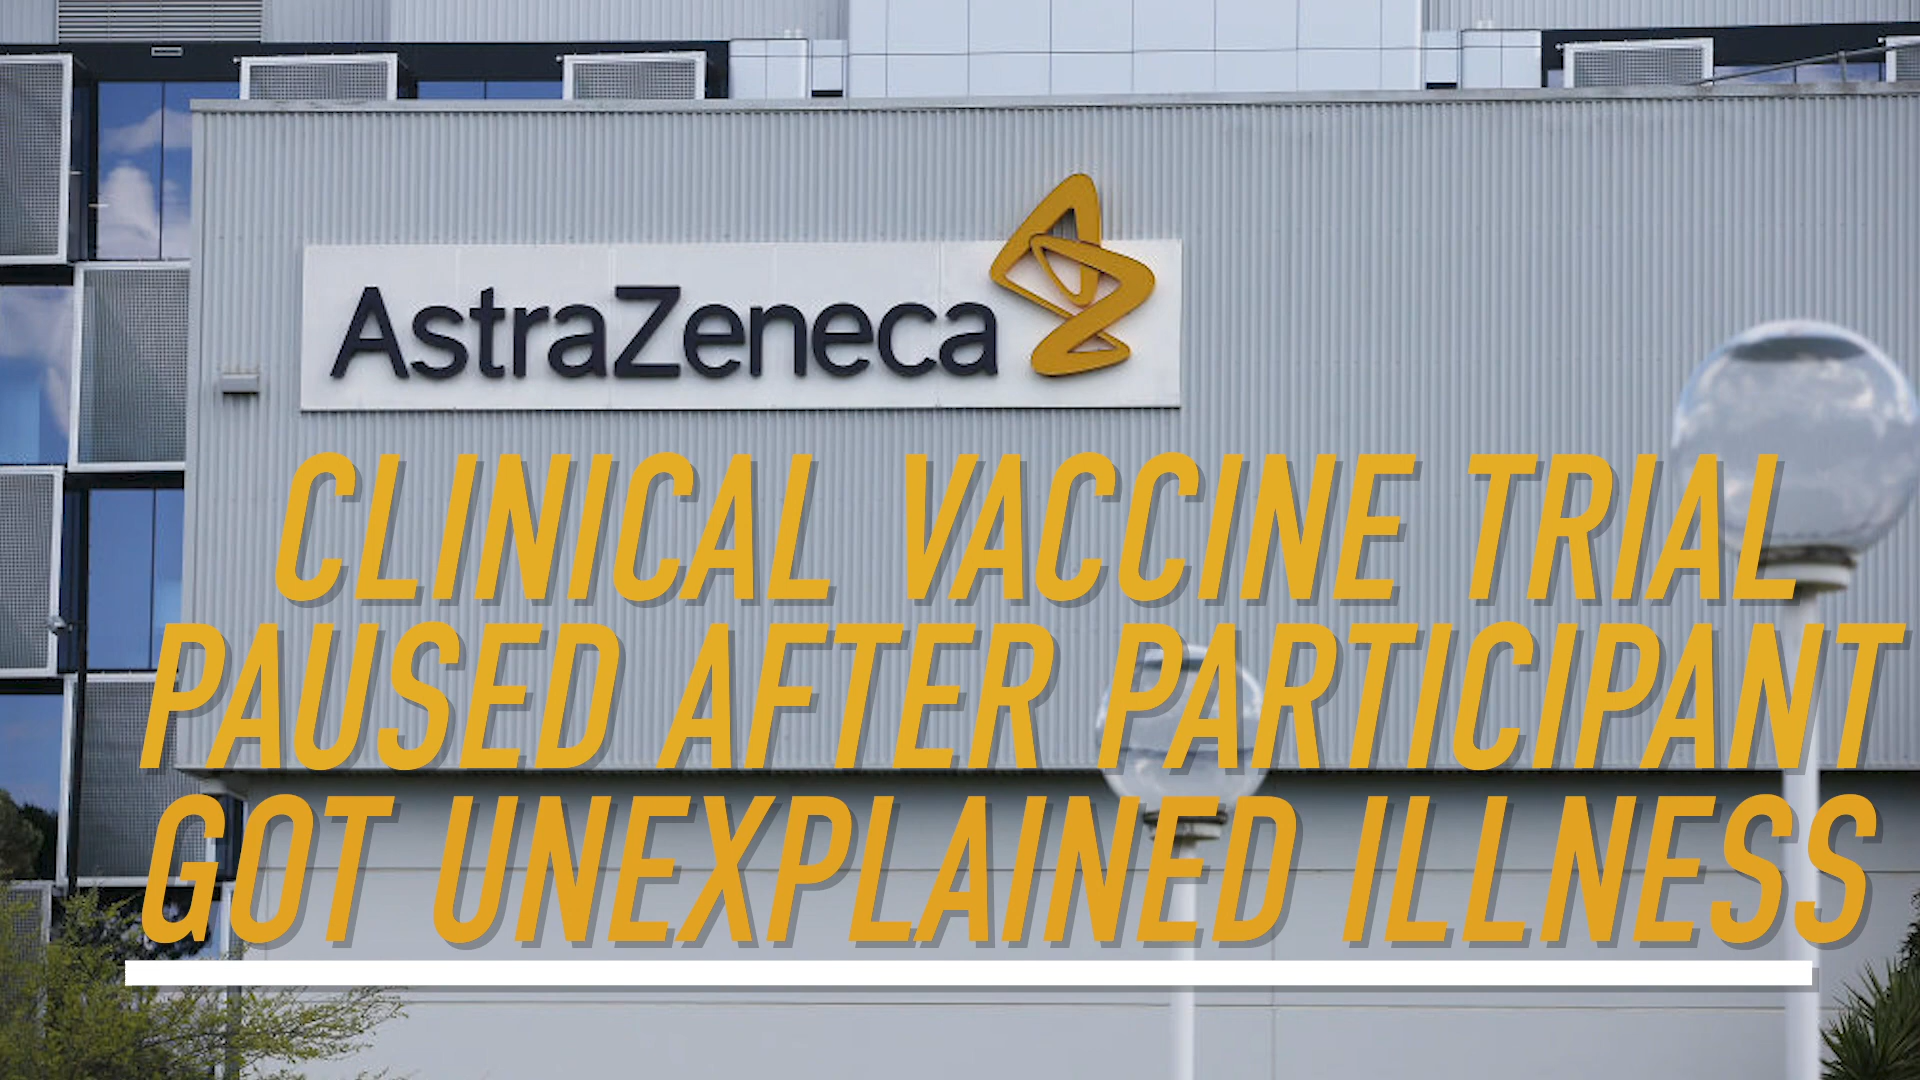 AstraZeneca
CLINICAL VACCINE TRIAL
PAUSED AFTER PARTICIPANT
GOT UNEXPLAINED ILLNESS